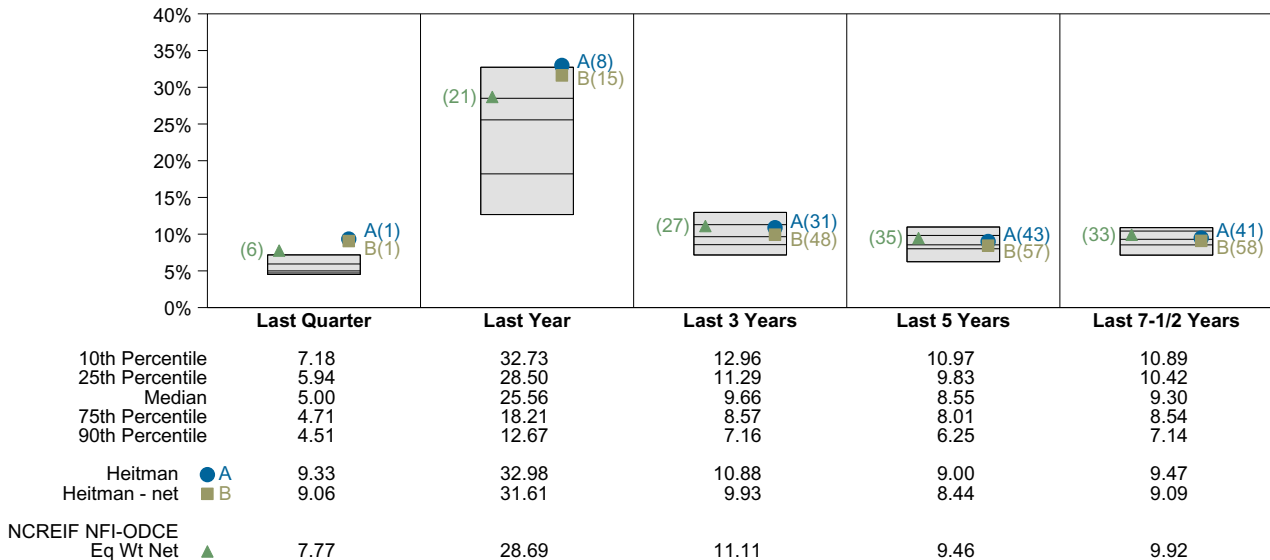 40%
35%
30%
25%
20%
15%
10%
5%
0%
(6)
A(1)
B(1)
(21)
A(8)
B(15)
(27)
A(31)
B(48)
(35)
A(43)
B(57)
(33)
A(41)
B(58)
Last Quarter Last Year Last 3 Years Last 5 Years Last 7-1/2 Years
10th Percentile 7.18 32.73 12.96 10.97 10.89
25th Percentile 5.94 28.50 11.29 9.83 10.42
Median 5.00 25.56 9.66 8.55 9.30
75th Percentile 4.71 18.21 8.57 8.01 8.54
90th Percentile 4.51 12.67 7.16 6.25 7.14
Heitman A 9.33 32.98 10.88 9.00 9.47
Heitman - net B 9.06 31.61 9.93 8.44 9.09
NCREIF NFI-ODCE
Eq Wt Net 7.77 28.69 11.11 9.46 9.92